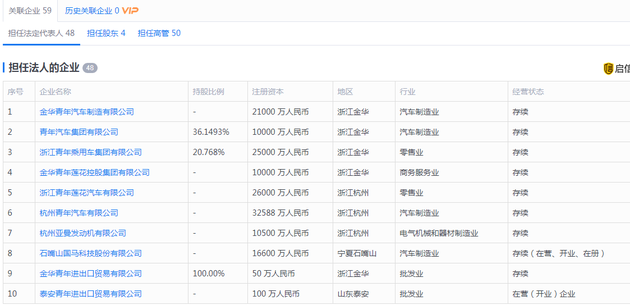 关联企业 59 历史关联企业 0 VIP
担任法定代表人 48 担任股东 4 担任高管 50
担任法人的企业 48 启信
序号 企业名称 持股比例 注册资本 地区 行业 经营状态
1 金华青年汽车制造有限公司 - 21000 万人民币 浙江金华 汽车制造业 存续
2 青年汽车集团有限公司 36.1493% 10000 万人民币 浙江金华 汽车制造业 存续
3 浙江青年乘用车集团有限公司 20.768% 25000 万人民币 浙江金华 零售业 存续
4 金华青年莲花控股集团有限公司 - 10000 万人民币 浙江金华 商务服务业 存续
5 浙江青年莲花汽车有限公司 - 26000 万人民币 浙江杭州 零售业 存续
6 杭州青年汽车有限公司 - 32588 万人民币 浙江杭州 汽车制造业 存续
7 杭州亚曼发动机有限公司 - 10500 万人民币 浙江杭州 电气机械和器材制造业 存续
8 石嘴山国马科技股份有限公司 - 16600 万人民币 宁夏石嘴山 汽车制造业 存续（在营、开业、在册）
9 金华青年进出口贸易有限公司 100.00% 50 万人民币 浙江金华 批发业 存续
10 泰安青年进出口贸易有限公司 - 100 万人民币 山东泰安 批发业 在营（开业）企业